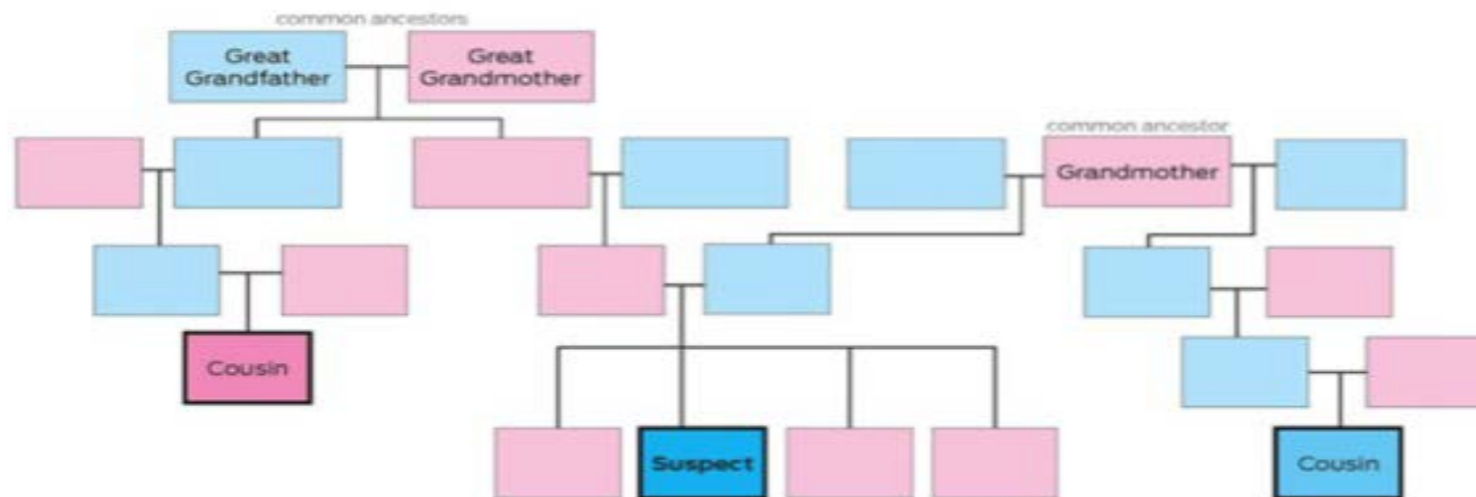 common ancestors
Great
Grandfather
Great
Grandmother
common ancestor
Grandmother
Cousin
Suspect
Cousin